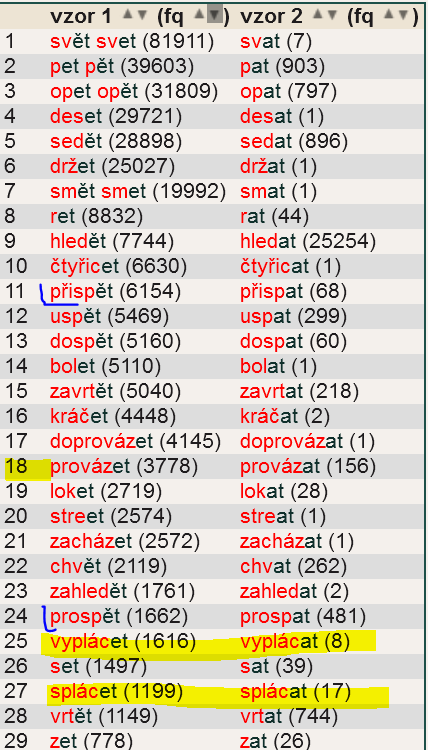 vzor 1 ▲▼ (fq ▲▼) vzor 2 ▲▼ (fq ▲▼)
1 svět svet (81911) svat (7)
2 pet pět (39603) pat (903)
3 opet opět (31809) opat (797)
4 deset (29721) desat (1)
5 sedět (28898) sedat (896)
6 držet (25027) držat (1)
7 smět smet (19992) smat (1)
8 ret (8832) rat (44)
9 hledět (7744) hledat (25254)
10 čtyřicet (6630) čtyřicat (1)
11 přispět (6154) přispat (68)
12 uspět (5469) uspat (299)
13 dospět (5160) dospat (60)
14 bolet (5110) bolat (1)
15 zavrtět (5040) zavrtat (218)
16 kráčet (4448) kráčat (2)
17 doprovázet (4145) doprovázat (1)
18 provázet (3778) provázat (156)
19 loket (2719) lokat (28)
20 street (2574) streat (1)
21 zacházet (2572) zacházat (1)
22 chvět (2119) chvat (262)
23 zahledět (1761) zahledat (2)
24 prospět (1662) prospat (481)
25 vyplácet (1616) vyplácat (8)
26 set (1497) sat (39)
27 splácet (1199) splácat (17)
28 vrtět (1149) vrtat (744)
29 zet (778) zat (26)